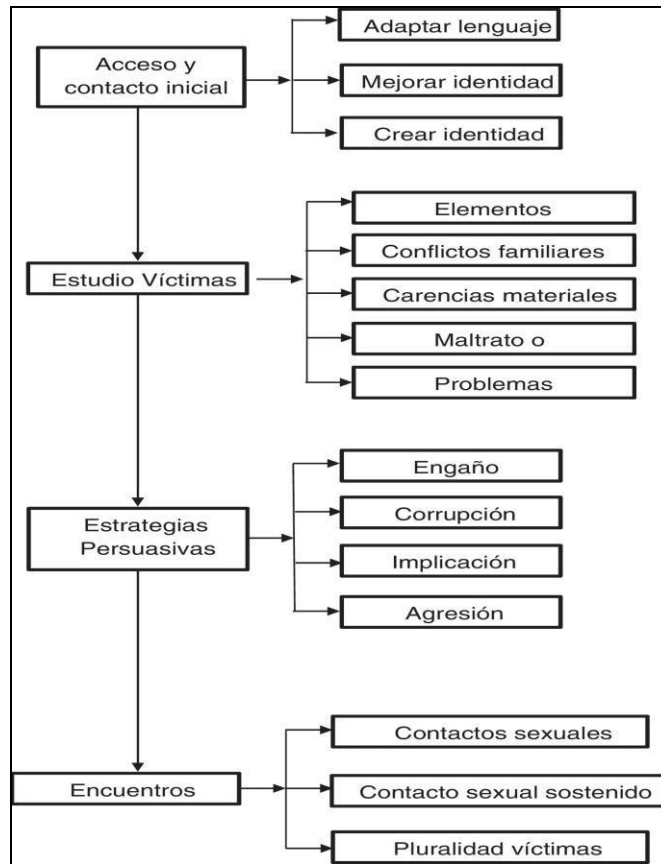 Adaptar lenguaje
Acceso y
contacto inicial
Mejorar identidad
Crear identidad
Elementos
Conflictos familiares
Estudio Víctimas
Carencias materiales
Maltrato o
Problemas
Engaño
Estrategias
Persuasivas
Corrupción
Implicación
Agresión
Contactos sexuales
Encuentros
Contacto sexual sostenido
Pluralidad víctimas